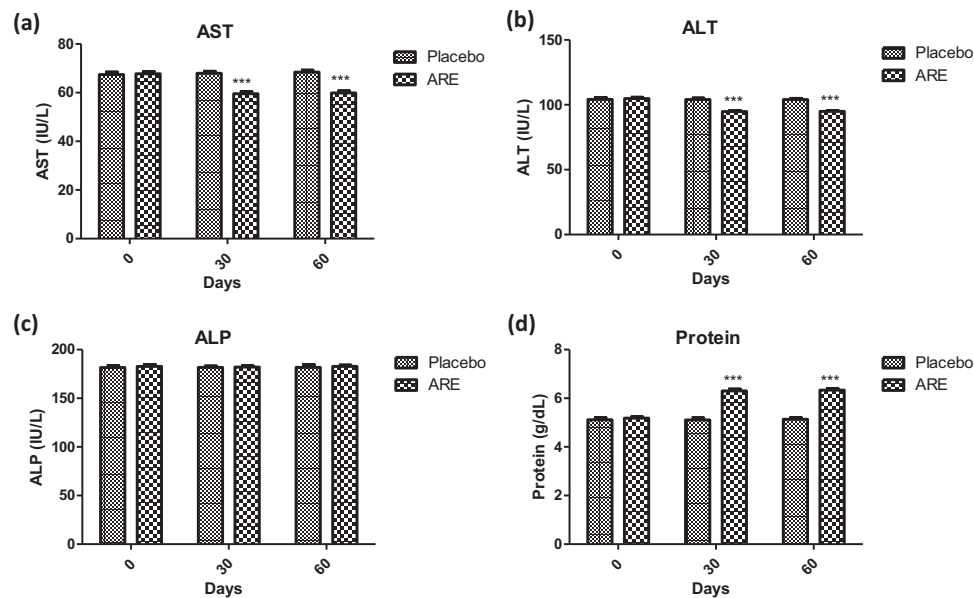 (a)
AST
80
60
40
20
0
AST (IU/L)
*** ***
0 30 60
Days
Placebo
ARE
(b)
ALT
150
100
50
0
ALT (IU/L)
*** ***
0 30 60
Days
Placebo
ARE
(c)
ALP
200
150
100
50
0
ALP (IU/L)
0 30 60
Days
Placebo
ARE
(d)
Protein
8
6
4
2
0
Protein (g/dL)
*** ***
0 30 60
Days
Placebo
ARE